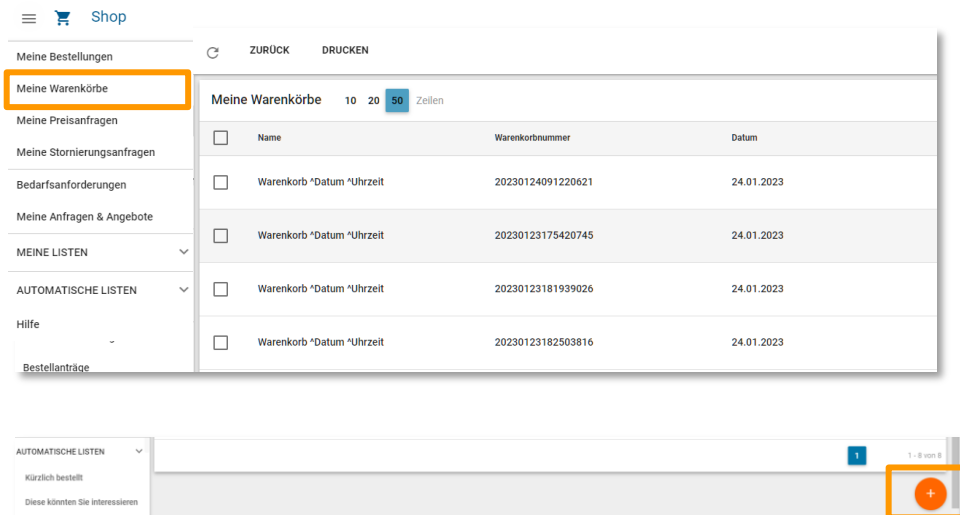 Shop
Meine Bestellungen
Meine Warenkörbe
Meine Preisanfragen
Meine Stornierungsanfragen
Bedarfsanforderungen
Meine Anfragen & Angebote
MEINE LISTEN
AUTOMATISCHE LISTEN
Hilfe
Bestellanträge
ZURÜCK DRUCKEN
Meine Warenkörbe 10 20 50 Zeilen
Name Warenkorbnummer Datum
Warenkorb ^Datum ^Uhrzeit 20230124091220621 24.01.2023
Warenkorb ^Datum ^Uhrzeit 20230123175420745 24.01.2023
Warenkorb ^Datum ^Uhrzeit 20230123181939026 24.01.2023
Warenkorb ^Datum ^Uhrzeit 20230123182503816 24.01.2023
AUTOMATISCHE LISTEN
Kürzlich bestellt
Diese könnten Sie interessieren
1 1 - 8 von 8
+